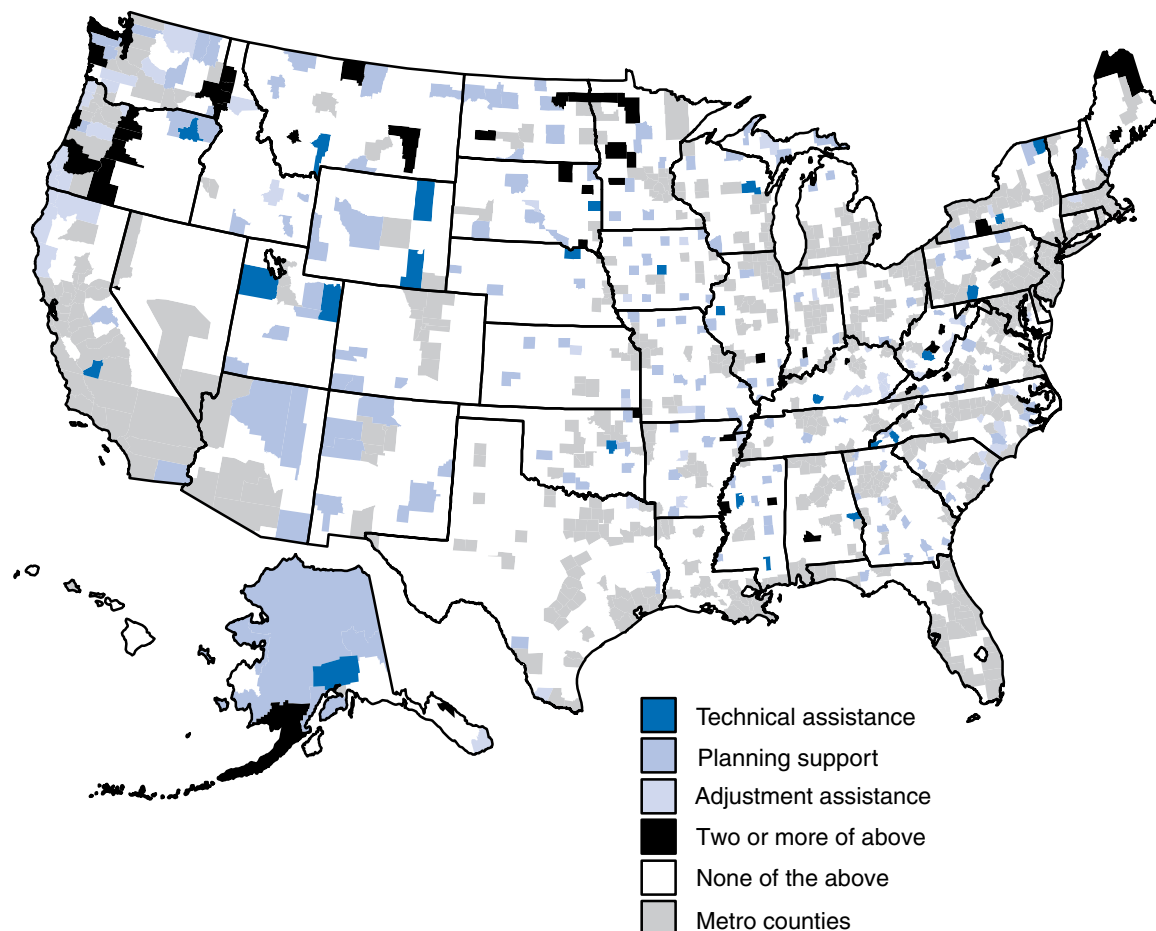 Technical assistance
Planning support
Adjustment assistance
Two or more of above
None of the above
Metro counties